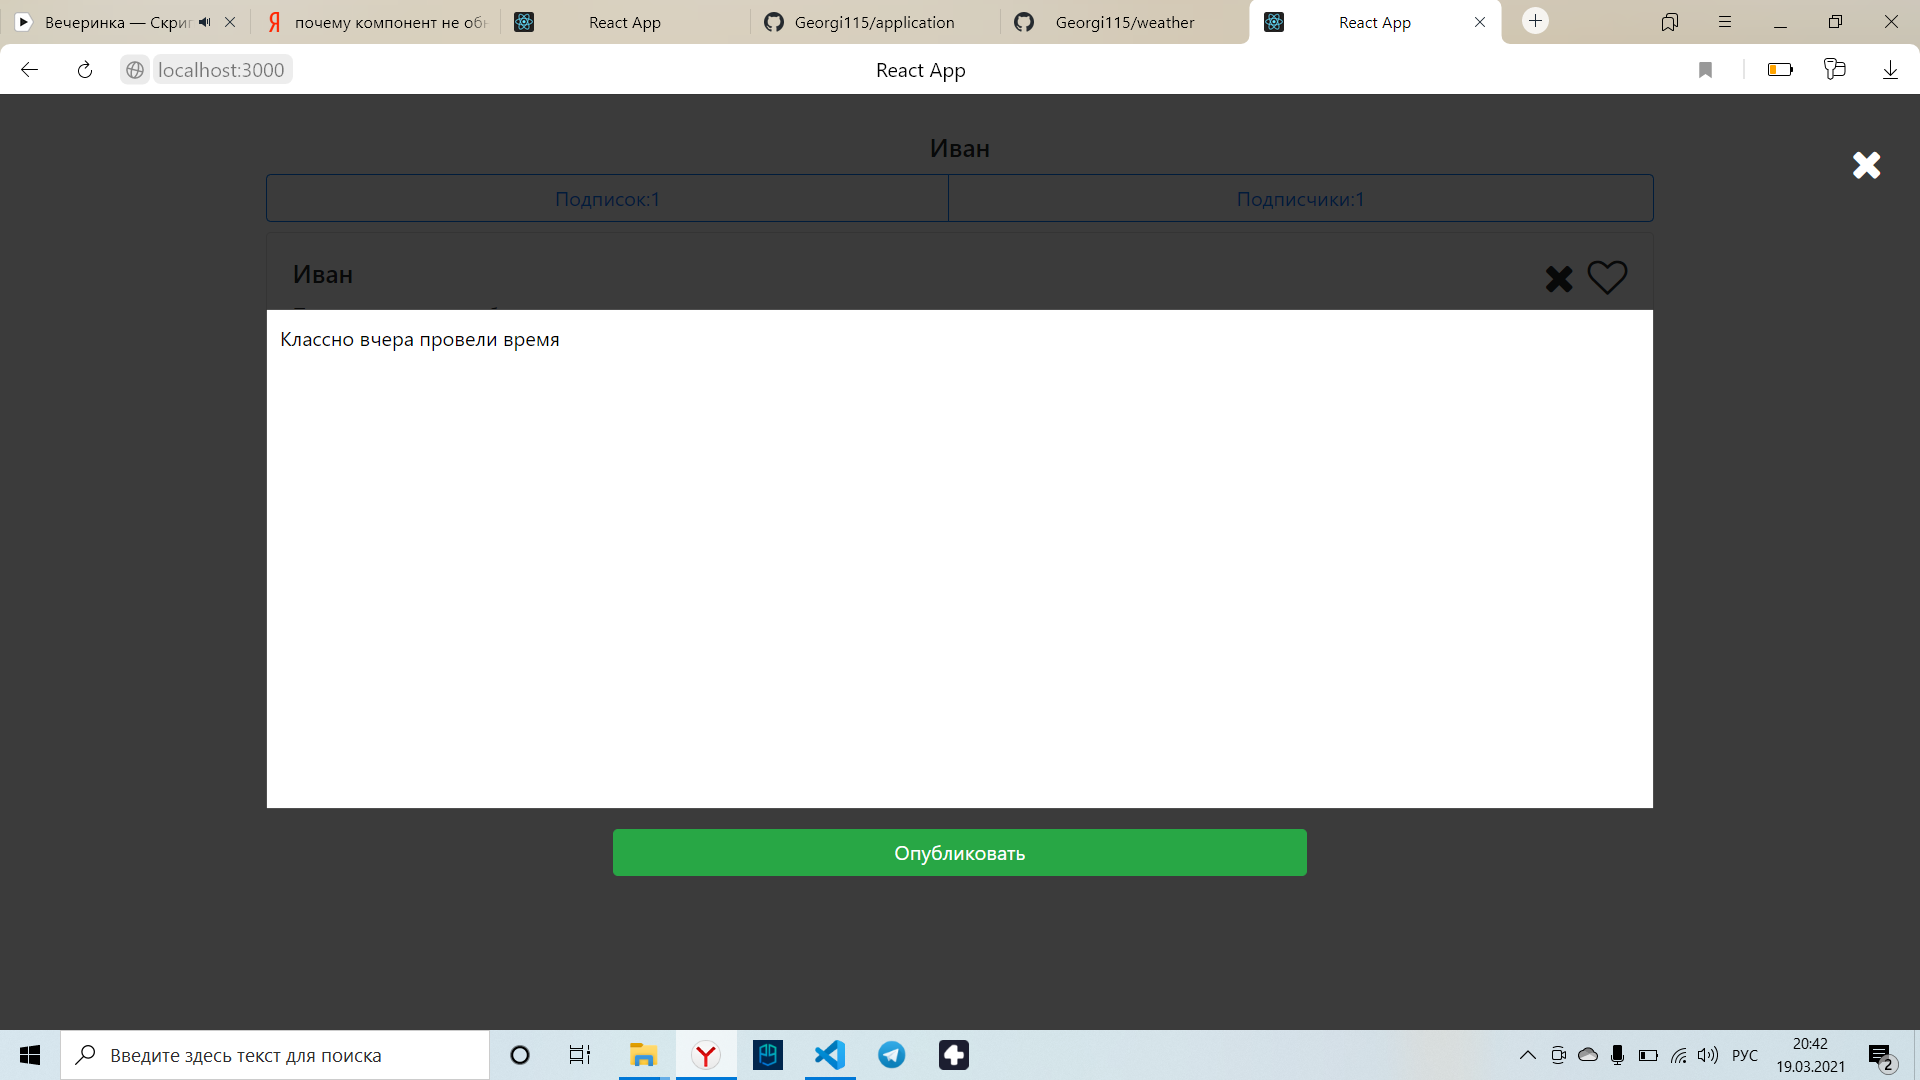 Вечеринка — Скрип
почему компонент не обн
React App
Georgi115/application
Georgi115/weather
React App
localhost:3000
React App
Иван
Подписок:1
Подписчики:1
Иван
Классно вчера провели время
Опубликовать
Введите здесь текст для поиска
РУС
20:42
19.03.2021
2